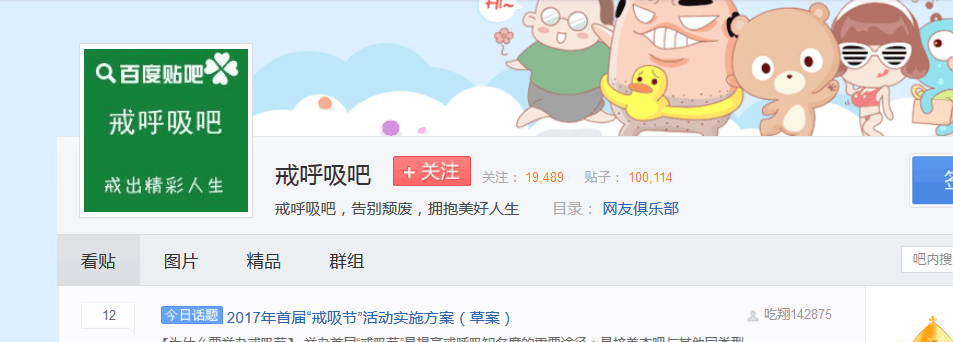 Hi~
百度贴吧
戒呼吸吧
戒出精彩人生
戒呼吸吧
+ 关注
关注： 19,489
贴子： 100,114
戒呼吸吧，告别颓废，拥抱美好人生
目录： 网友俱乐部
看贴
图片
精品
群组
吧内搜
12
今日话题 2017年首届“戒吸节”活动实施方案（草案）
吃翔142875